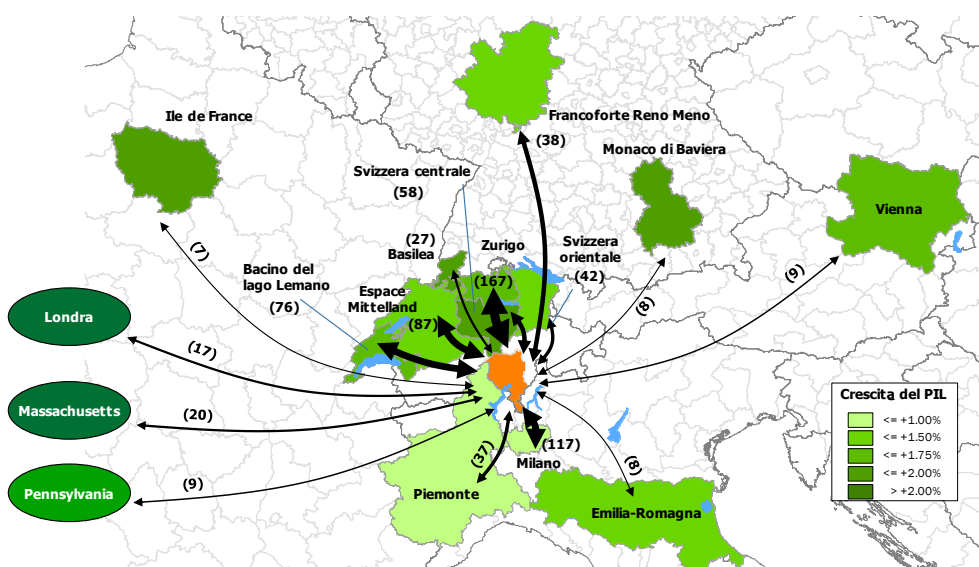 Ile de France
Francoforte Reno Meno
(38)
Monaco di Baviera
Svizzera centrale
(58)
Vienna
(7)
(27)
Basilea
Zurigo
Svizzera
orientale
(42)
(9)
Bacino del
lago Lemano
(76)
Espace
Mittelland
(87)
(167)
(8)
Londra
(17)
Massachusetts
(20)
Pennsylvania
(9)
(37)
Milano
(117)
(8)
Piemonte
Emilia-Romagna
Crescita del PIL
<= +1.00%
<= +1.50%
<= +1.75%
<= +2.00%
> +2.00%